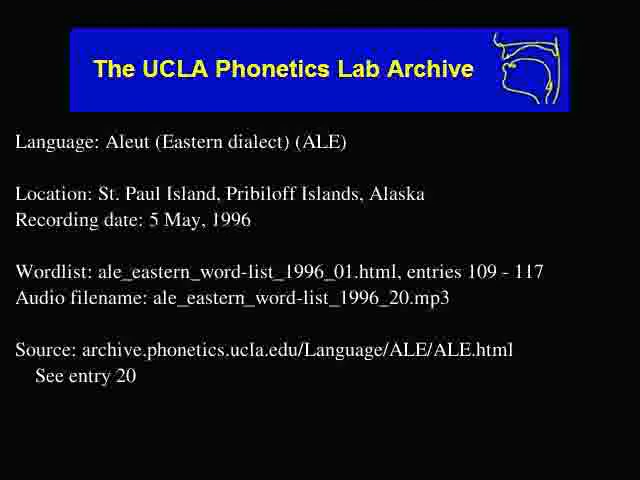 The UCLA Phonetics Lab Archive
Language: Aleut (Eastern dialect) (ALE)
Location: St. Paul Island, Pribiloff Islands, Alaska
Recording date: 5 May, 1996
Wordlist: ale_eastern_word-list_1996_01.html, entries 109 - 117
Audio filename: ale_eastern_word-list_1996_20.mp3
Source: archive.phonetics.ucla.edu/Language/ALE/ALE.html
See entry 20